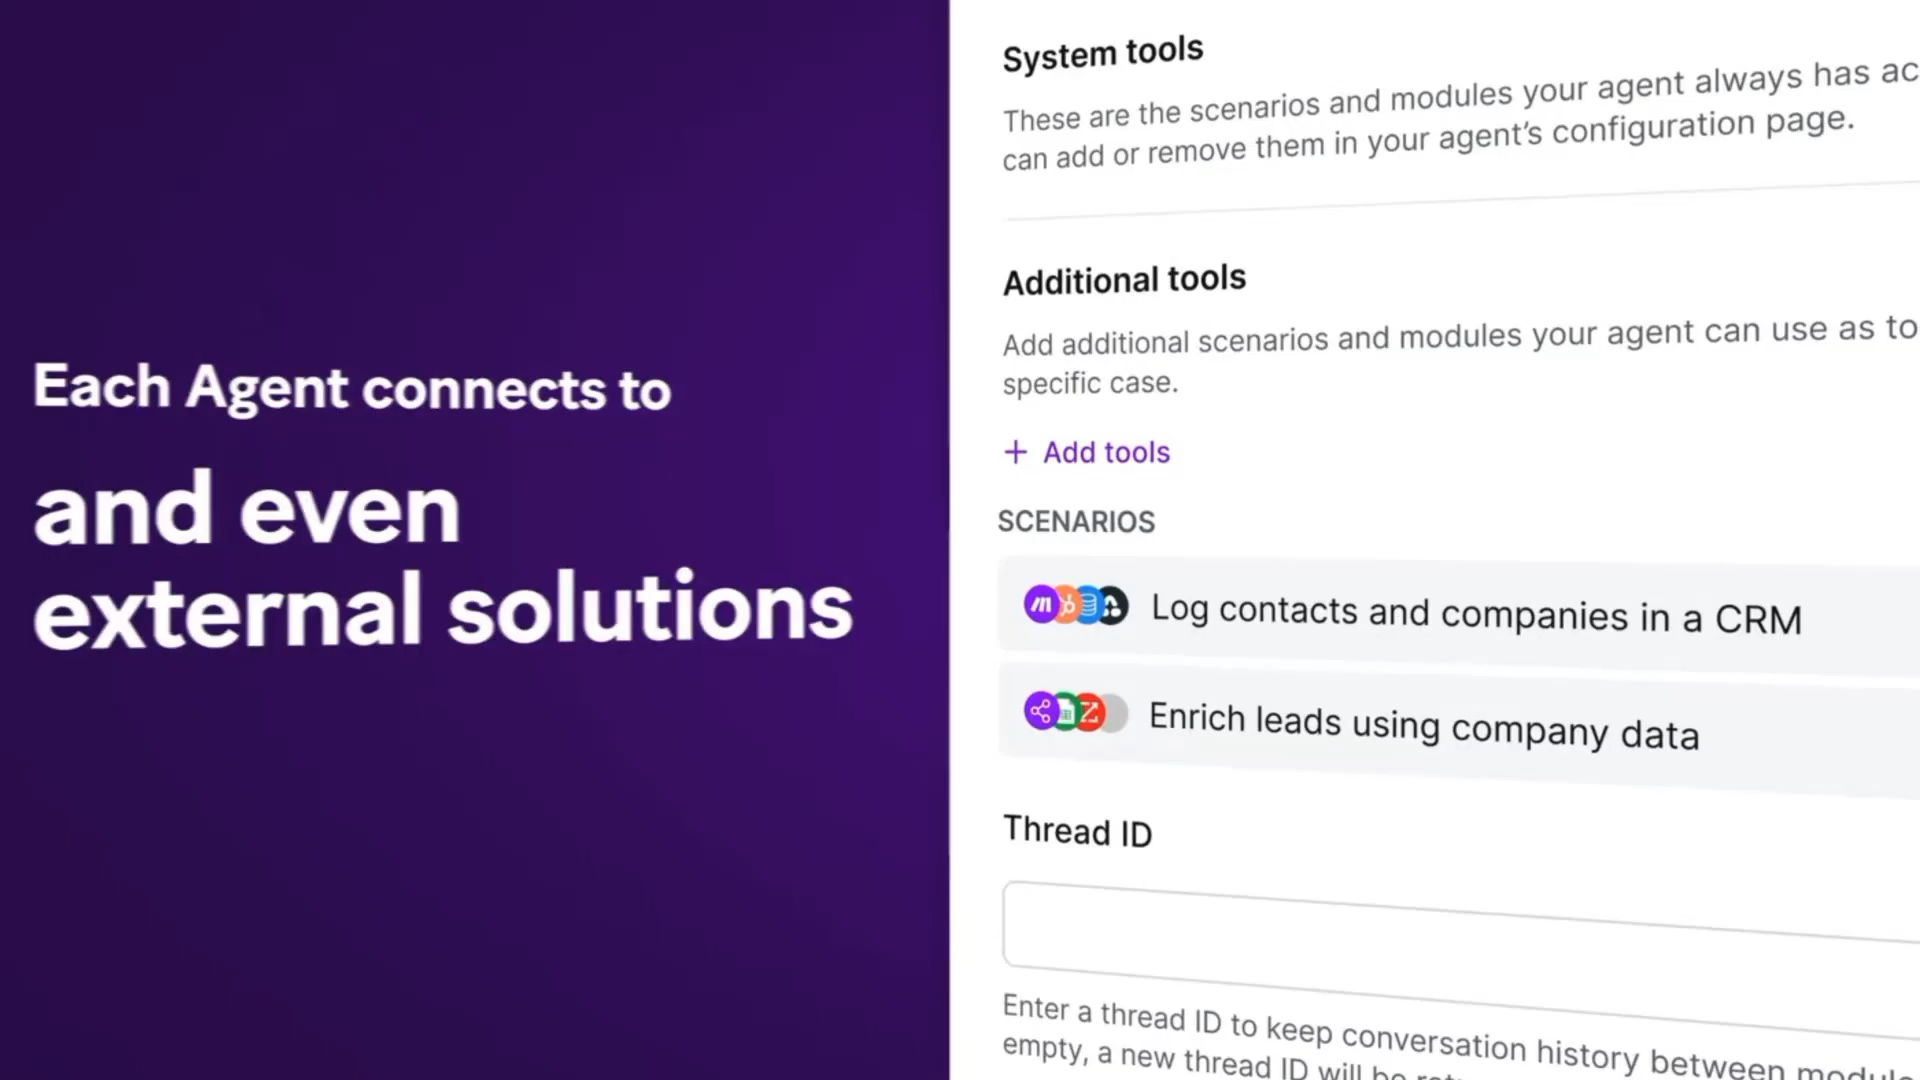 Each Agent connects to
and even
external solutions
System tools
These are the scenarios and modules your agent always has
can add or remove them in your agent's configuration page.
Additional tools
Add additional scenarios and modules your agent can use as
specific case.
+ Add tools
SCENARIOS
Log contacts and companies in a CRM
Enrich leads using company data
Thread ID
Enter a thread ID to keep conversation history between
empty, a new thread ID will be